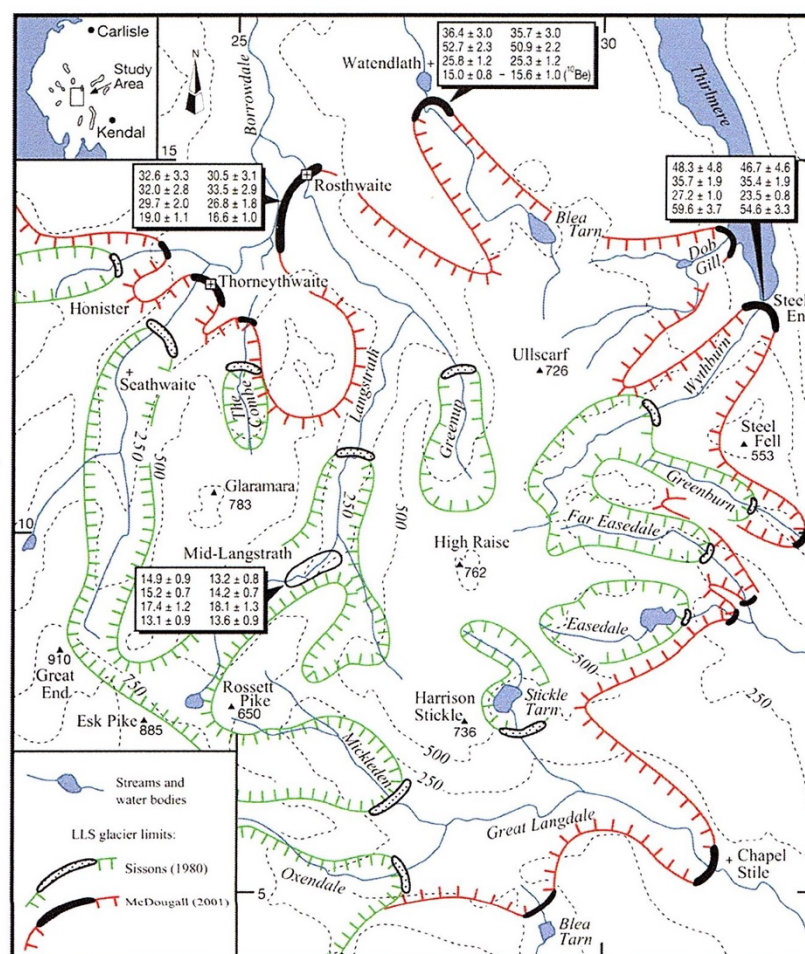 Carlisle
Study
Area
Kendal
N
25
30
15
10
5
Borrowdale
Watendlath
Thirlmere
36.4 ± 3.0 35.7 ± 3.0
52.7 ± 2.3 50.9 ± 2.2
25.8 ± 1.2 25.3 ± 1.2
15.0 ± 0.8 – 15.6 ± 1.0 (¹⁰Be)
32.6 ± 3.3 30.5 ± 3.1
32.0 ± 2.8 33.5 ± 2.9
29.7 ± 2.0 26.8 ± 1.8
19.0 ± 1.1 16.6 ± 1.0
48.3 ± 4.8 46.7 ± 4.6
35.7 ± 1.9 35.4 ± 1.9
27.2 ± 1.0 23.5 ± 0.8
59.6 ± 3.7 54.6 ± 3.3
Rosthwaite
Blea
Tarn
Dob
Gill
Honister
Thorneythwaite
Steel
End
Ullscarf
726
Wythburn
Seathwaite
The
Combe
Langstrath
Greenup
250
500
Steel
Fell
553
Glaramara
783
250
500
Greenburn
Far Easedale
Mid-Langstrath
High Raise
762
14.9 ± 0.9 13.2 ± 0.8
15.2 ± 0.7 14.2 ± 0.7
17.4 ± 1.2 18.1 ± 1.3
13.1 ± 0.9 13.6 ± 0.9
Easedale
500
250
910
Great
End
750
Esk Pike
885
Rossett
Pike
650
Harrison
Stickle
736
Stickle
Tarn
500
250
Mickleden
Great Langdale
Oxendale
Chapel
Stile
Blea
Tarn
Streams and
water bodies
LLS glacier limits:
Sissons (1980)
McDougall (2001)